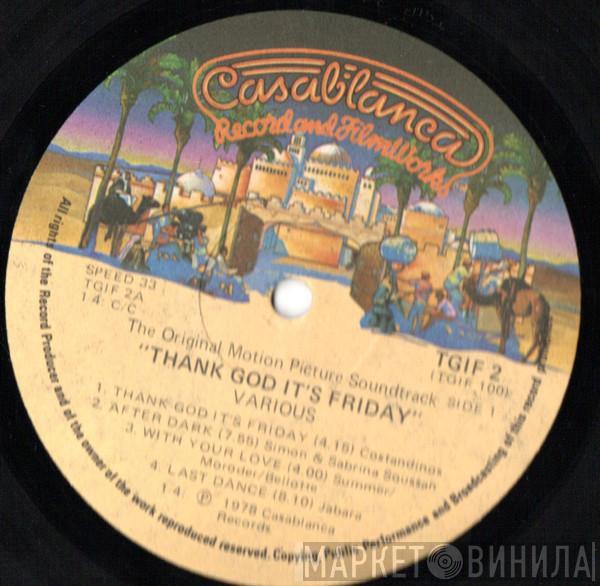 Casablanca
Record and FilmWorks
SPEED 33
TGIF 2A
1 4: C/C
TGIF 2
(TGIF 100)
SIDE 1
The Original Motion Picture Soundtrack
"THANK GOD IT'S FRIDAY"
VARIOUS
1. THANK GOD IT'S FRIDAY (4.15) Costandinos
2. AFTER DARK (7.55) Simon & Sabrina Soussan
3. WITH YOUR LOVE (4.00) Summer/
Moroder/Bellotte
4. LAST DANCE (8.10) Jabara
1-4: ℗ 1978 Casablanca
Records
All rights of the Record Producer and of the owner of the work reproduced reserved. Copying, Public Performance and Broadcasting of this record
МАРКЕТ ВИНИЛА